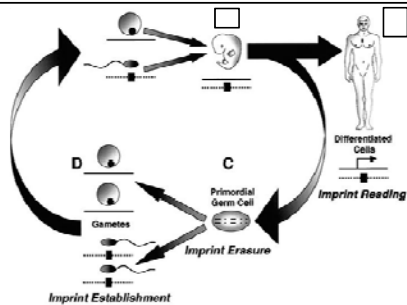 Differentiated
Cells
Imprint Reading
D
C
Primordial
Germ Cell
Gametes
Imprint Erasure
Imprint Establishment